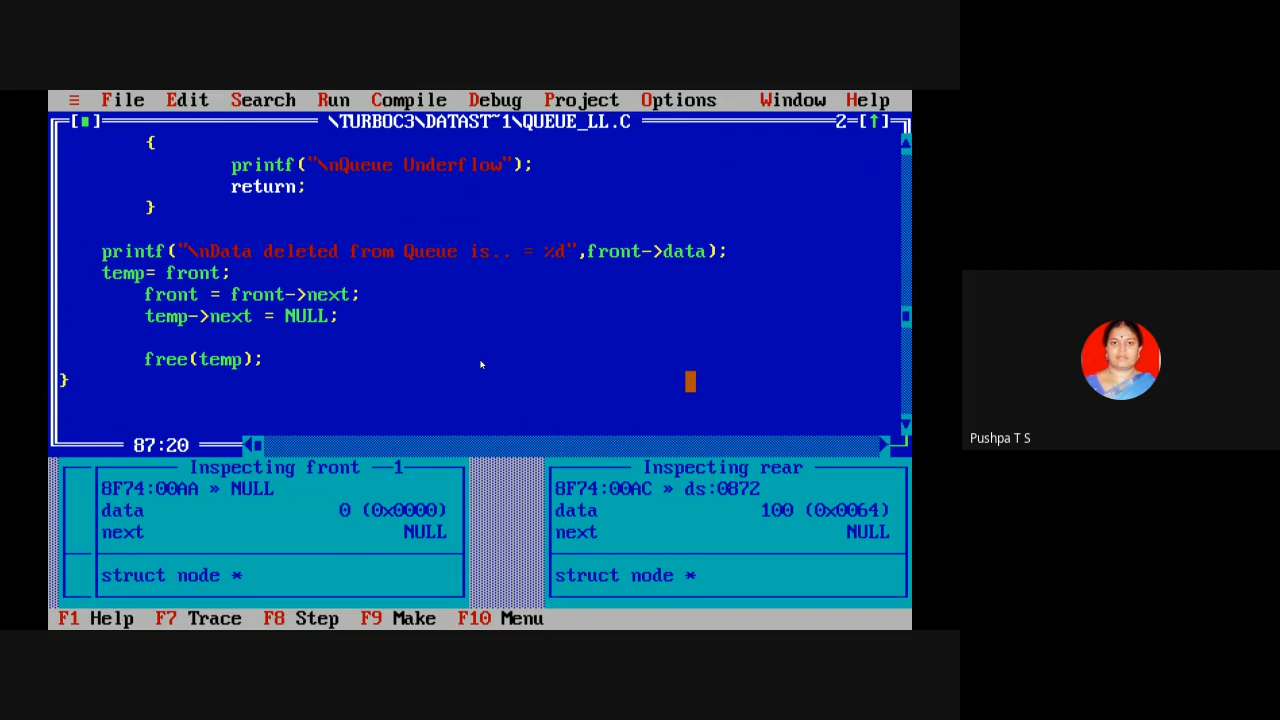 ≡ File Edit Search Run Compile Debug Project Options Window Help
[■] \TURBOC3\DATAST~1\QUEUE_LL.C 2=[↑]
{
printf("\nQueue Underflow");
return;
}
printf("\nData deleted from Queue is.. = %d",front->data);
temp= front;
front = front->next;
temp->next = NULL;
free(temp);
}
87:20
Inspecting front 1
8F74:00AA » NULL
data 0 (0x0000)
next NULL
struct node *
Inspecting rear
8F74:00AC » ds:0872
data 100 (0x0064)
next NULL
struct node *
F1 Help F7 Trace F8 Step F9 Make F10 Menu
Pushpa T S